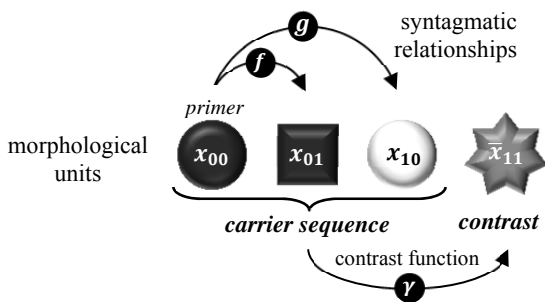 g
syntagmatic
relationships
f
primer
morphological
units
x₀₀ x₀₁ x₁₀ x̄₁₁
carrier sequence contrast
contrast function
γ